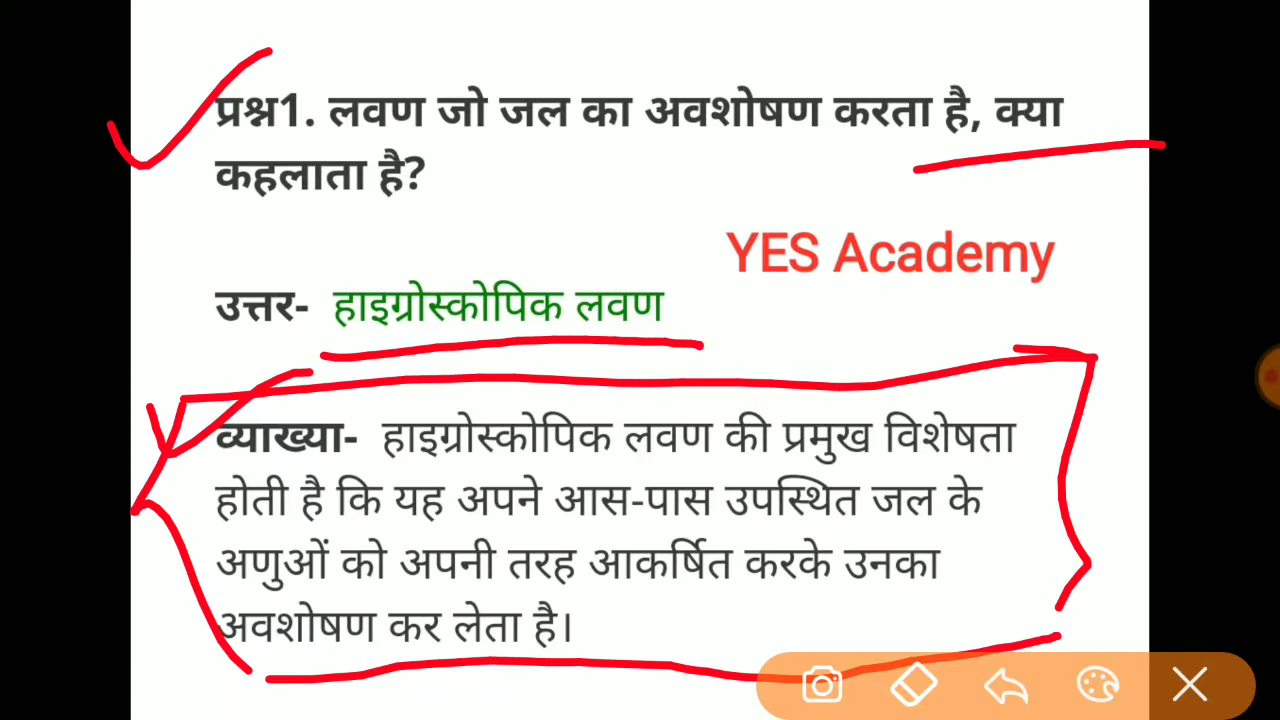 प्रश्न1. लवण जो जल का अवशोषण करता है, क्या
कहलाता है?
YES Academy
उत्तर- हाइग्रोस्कोपिक लवण
व्याख्या- हाइग्रोस्कोपिक लवण की प्रमुख विशेषता
होती है कि यह अपने आस-पास उपस्थित जल के
अणुओं को अपनी तरह आकर्षित करके उनका
अवशोषण कर लेता है।